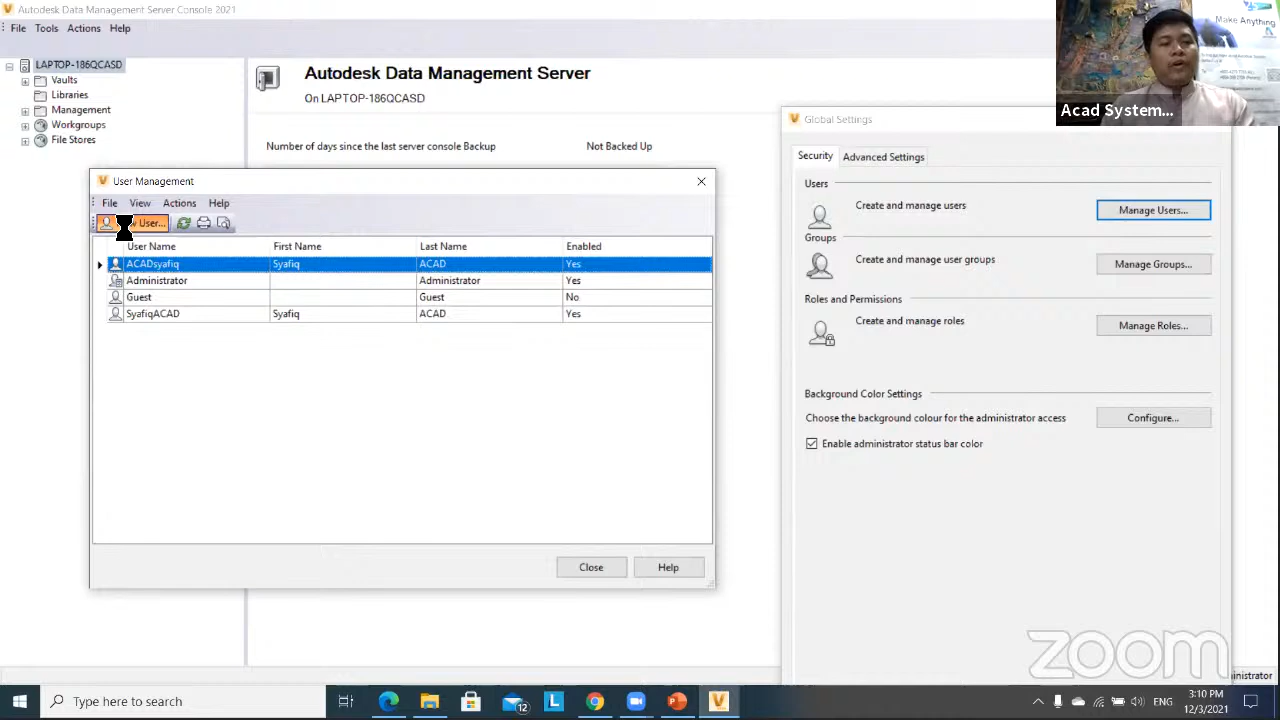 Autodesk Data Management Server Console 2021
File Tools Actions Help
LAPTOP-186QCASD
Vaults
Libraries
Management
Workgroups
File Stores
Autodesk Data Management Server
On LAPTOP-186QCASD
Number of days since the last server console Backup Not Backed Up
Make Anything
Acad System...
User Management
File View Actions Help
User...
User Name First Name Last Name Enabled
ACADsyafiq Syafiq ACAD Yes
Administrator Administrator Yes
Guest Guest No
SyafiqACAD Syafiq ACAD Yes
Close Help
Global Settings
Security Advanced Settings
Users
Create and manage users Manage Users...
Groups
Create and manage user groups Manage Groups...
Roles and Permissions
Create and manage roles Manage Roles...
Background Color Settings
Choose the background colour for the administrator access Configure...
Enable administrator status bar color
zoom
inistrator
Type here to search
12
ENG
3:10 PM
12/3/2021